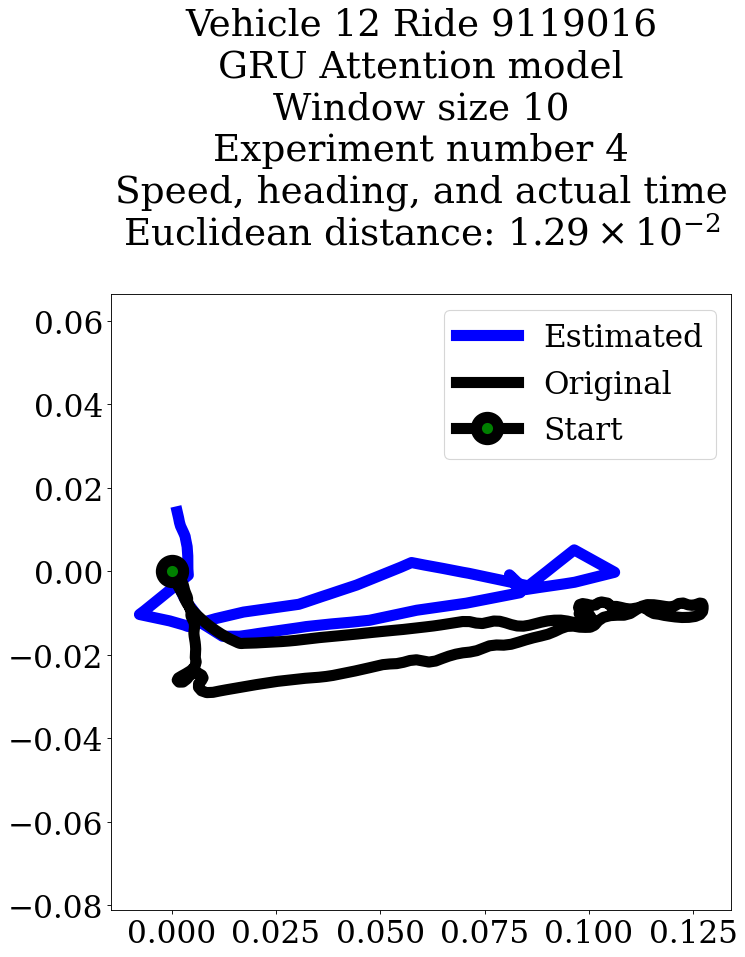 Vehicle 12 Ride 9119016
GRU Attention model
Window size 10
Experiment number 4
Speed, heading, and actual time
Euclidean distance: 1.29 × 10⁻²
Estimated
Original
Start
0.06
0.04
0.02
0.00
−0.02
−0.04
−0.06
−0.08
0.000 0.025 0.050 0.075 0.100 0.125